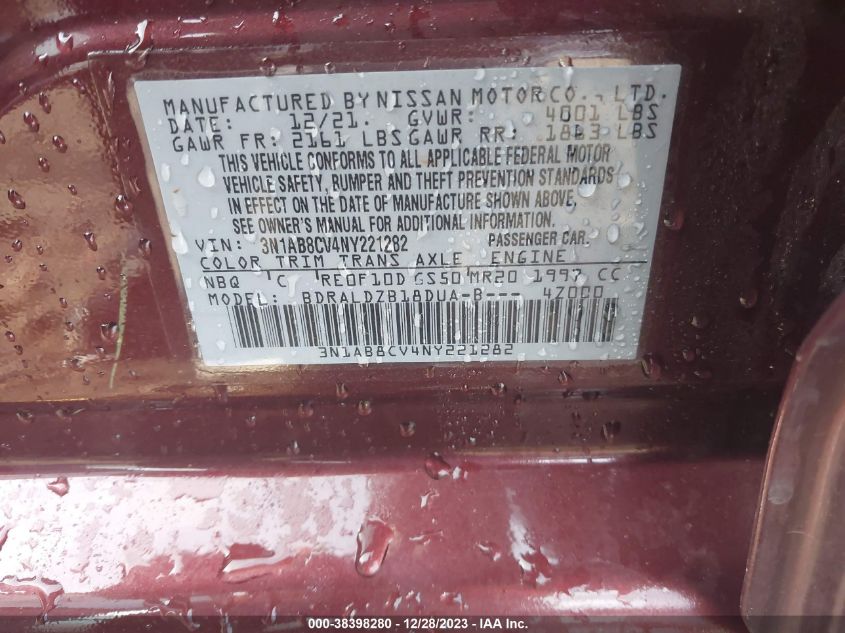 MANUFACTURED BY NISSAN MOTOR CO., LTD.
DATE: 12/21 GVWR: 4001 LBS
GAWR FR: 2161 LBS GAWR RR: 1883 LBS
THIS VEHICLE CONFORMS TO ALL APPLICABLE FEDERAL MOTOR
VEHICLE SAFETY, BUMPER AND THEFT PREVENTION STANDARDS
IN EFFECT ON THE DATE OF MANUFACTURE SHOWN ABOVE.
SEE OWNER'S MANUAL FOR ADDITIONAL INFORMATION.
VIN: 3N1AB8CV4NY221282 PASSENGER CAR.
COLOR TRIM TRANS AXLE ENGINE
NBQ C RE0F10D GS50 MR20 1997 CC
MODEL: BDRALDZB18DUA-B--- 4Z000
3N1AB8CV4NY221282
000-38398280 - 12/28/2023 - IAA Inc.